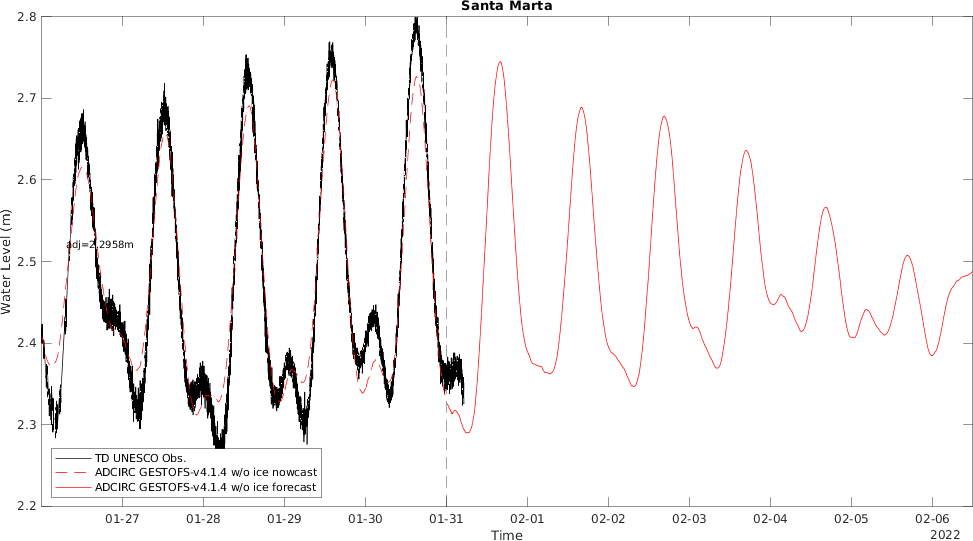 Santa Marta
2.8
2.7
2.6
2.5
2.4
2.3
2.2
Water Level (m)
adj=2.2958m
TD UNESCO Obs.
ADCIRC GESTOFS-v4.1.4 w/o ice nowcast
ADCIRC GESTOFS-v4.1.4 w/o ice forecast
01-27 01-28 01-29 01-30 01-31 02-01 02-02 02-03 02-04 02-05 02-06
Time
2022